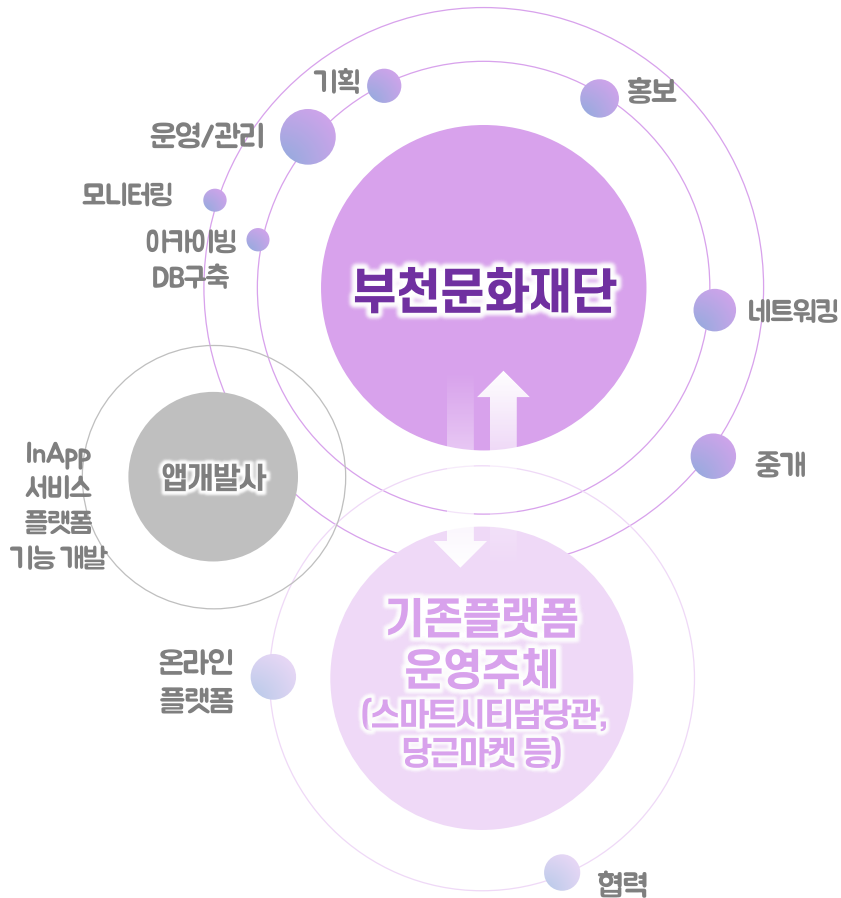 기획
홍보
운영/관리
모니터링
아카이빙
DB구축
부천문화재단
네트워킹
중개
InApp
서비스
플랫폼
기능 개발
앱개발사
기존플랫폼
운영주체
(스마트시티담당관,
당근마켓 등)
온라인
플랫폼
협력